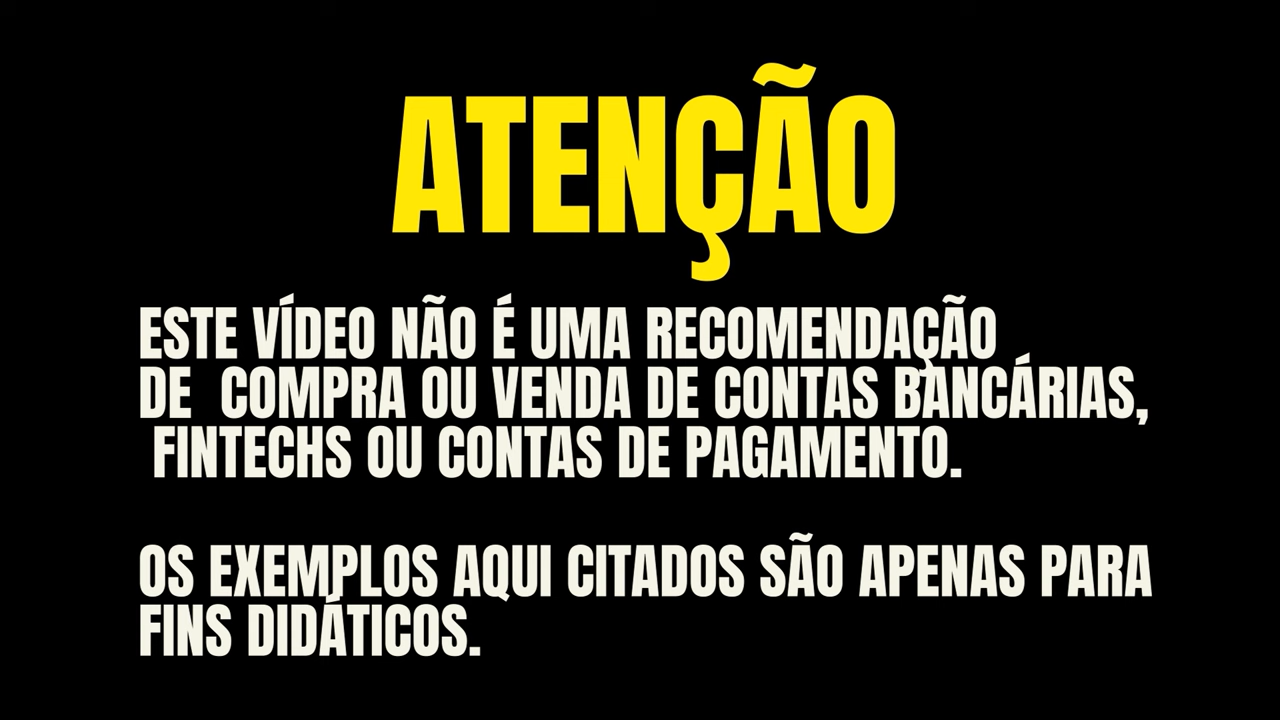 ATENÇÃO
ESTE VÍDEO NÃO É UMA RECOMENDAÇÃO
DE COMPRA OU VENDA DE CONTAS BANCÁRIAS,
FINTECHS OU CONTAS DE PAGAMENTO.
OS EXEMPLOS AQUI CITADOS SÃO APENAS PARA
FINS DIDÁTICOS.